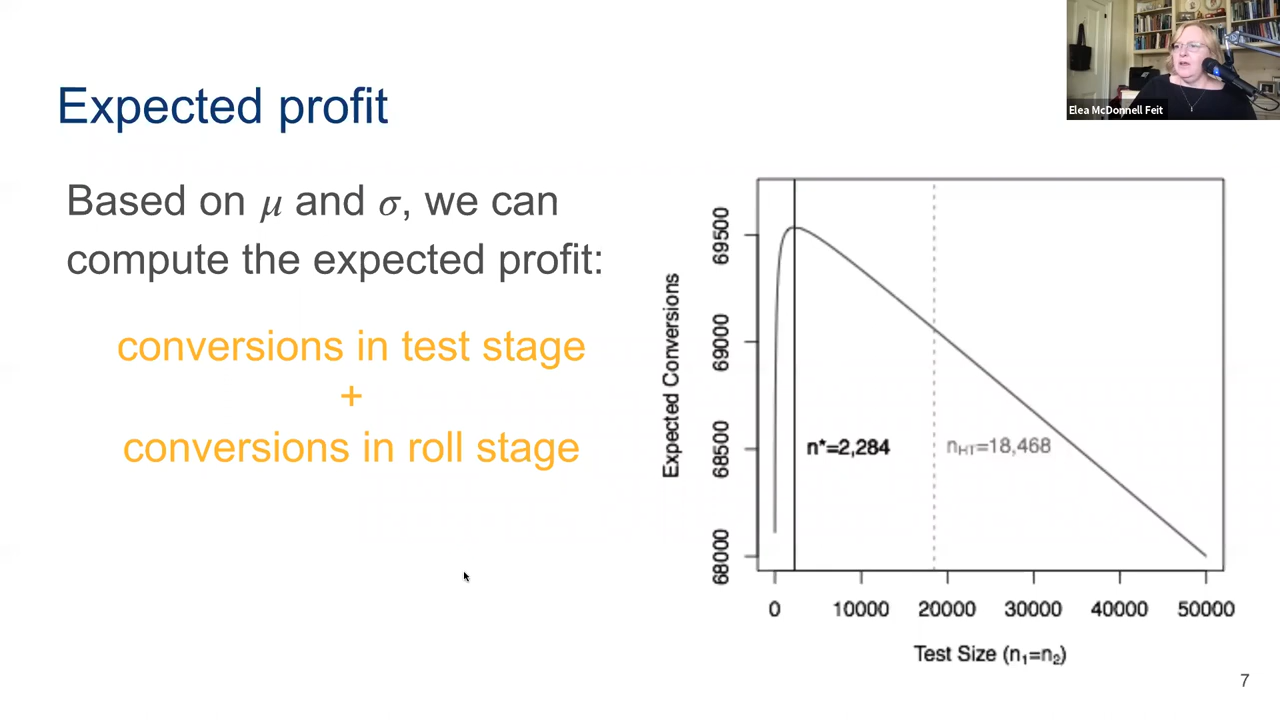 Elea McDonnell Feit
Expected profit
Based on μ and σ, we can
compute the expected profit:
conversions in test stage
+
conversions in roll stage
Expected Conversions
69500
69000
68500
68000
n*=2,284
n_HT=18,468
0 10000 20000 30000 40000 50000
Test Size (n₁=n₂)
7